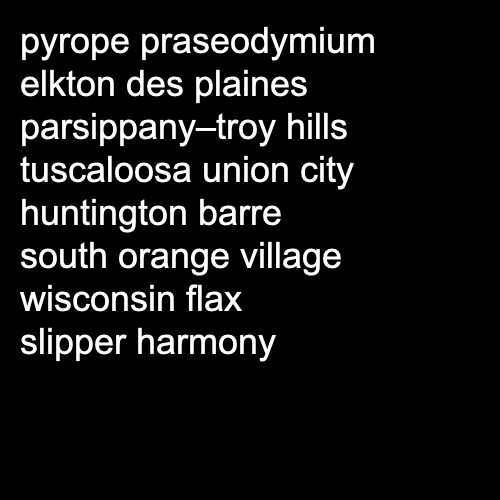 pyrope praseodymium
elkton des plaines
parsippany–troy hills
tuscaloosa union city
huntington barre
south orange village
wisconsin flax
slipper harmony